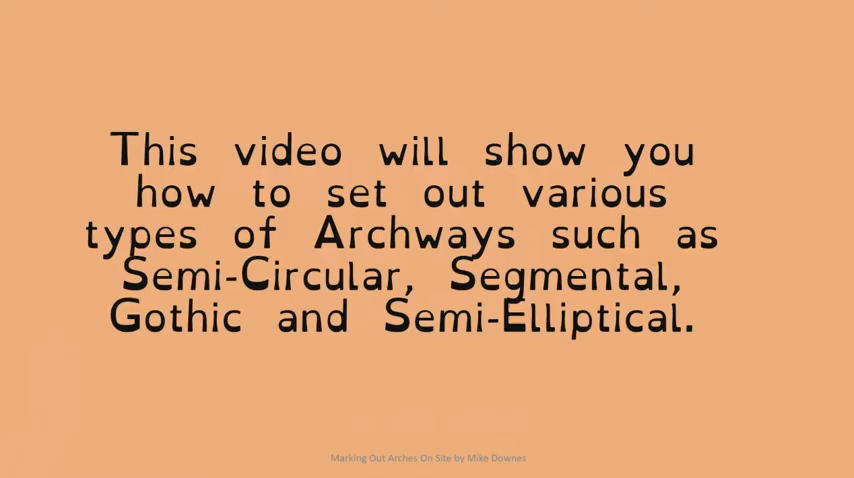 This video will show you
how to set out various
types of Archways such as
Semi-Circular, Segmental,
Gothic and Semi-Elliptical.
Marking Out Arches On Site by Mike Downes